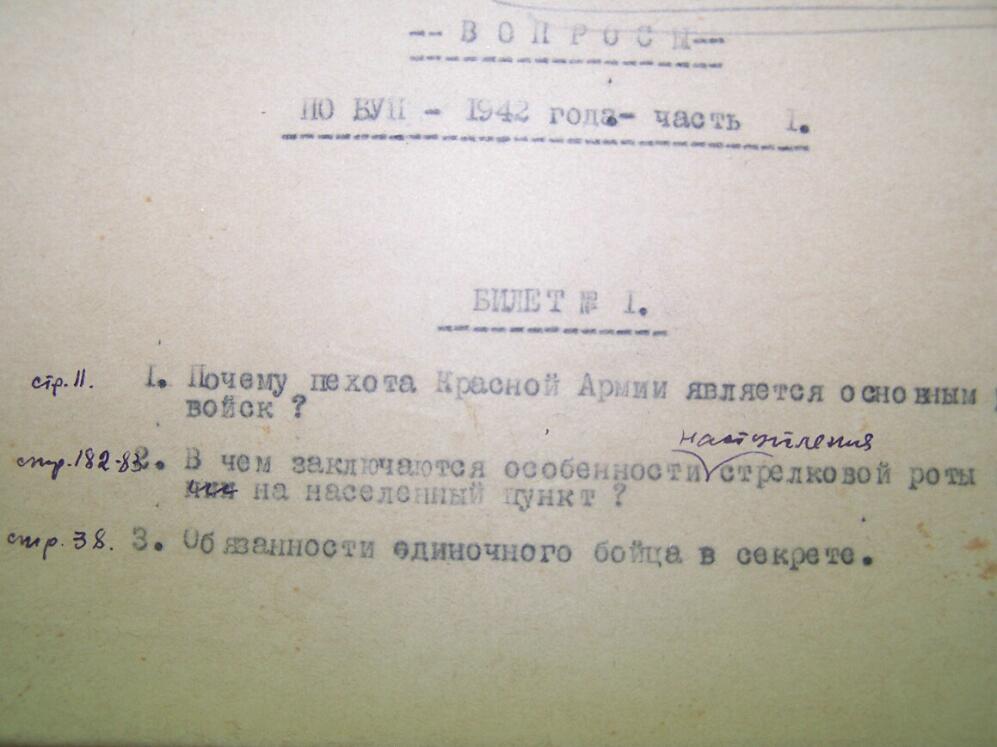 -- В О П Р О С Ы --
ПО БУП - 1942 года - часть I.
БИЛЕТ № I.
стр. 11. I. Почему пехота Красной Армии является основным
войск ?
наступления
стр. 182-83 2. В чем заключаются особенности стрелковой роты
на населенный пункт ?
стр. 38. 3. Обязанности одиночного бойца в секрете.